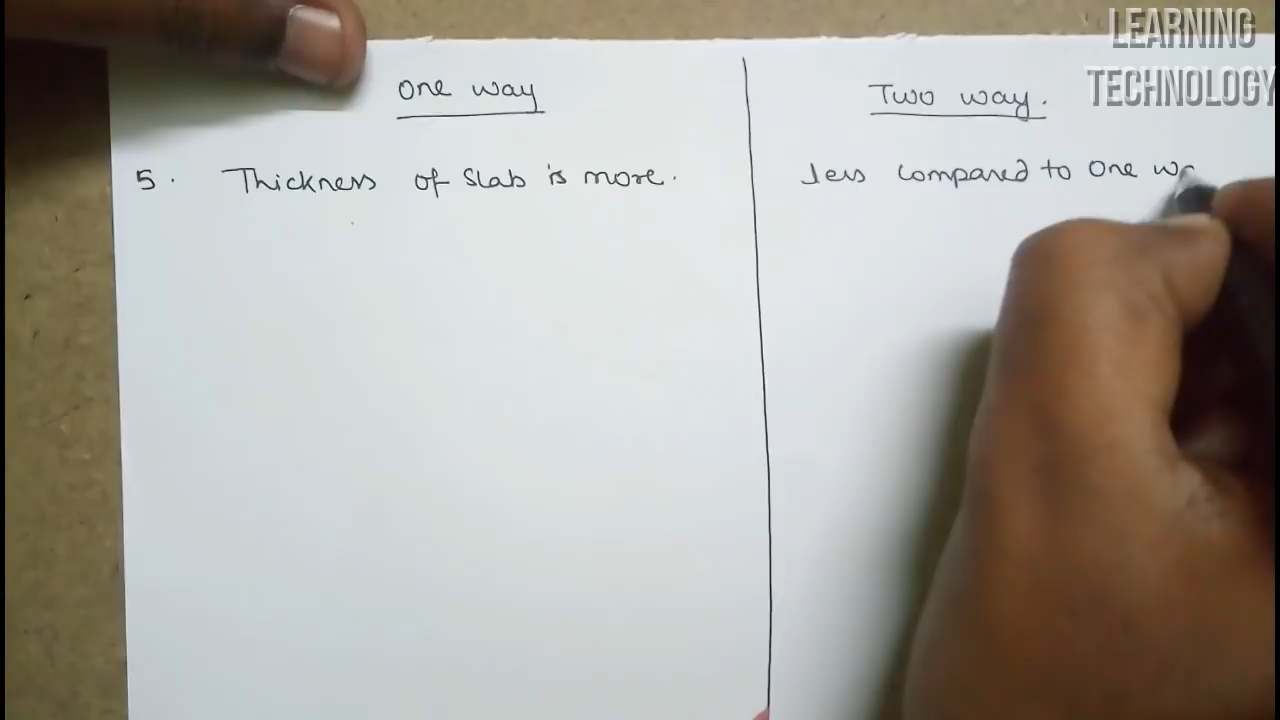 LEARNING
TECHNOLOGY
One way
Two way.
5. Thickness of Slab is more.
less compared to One